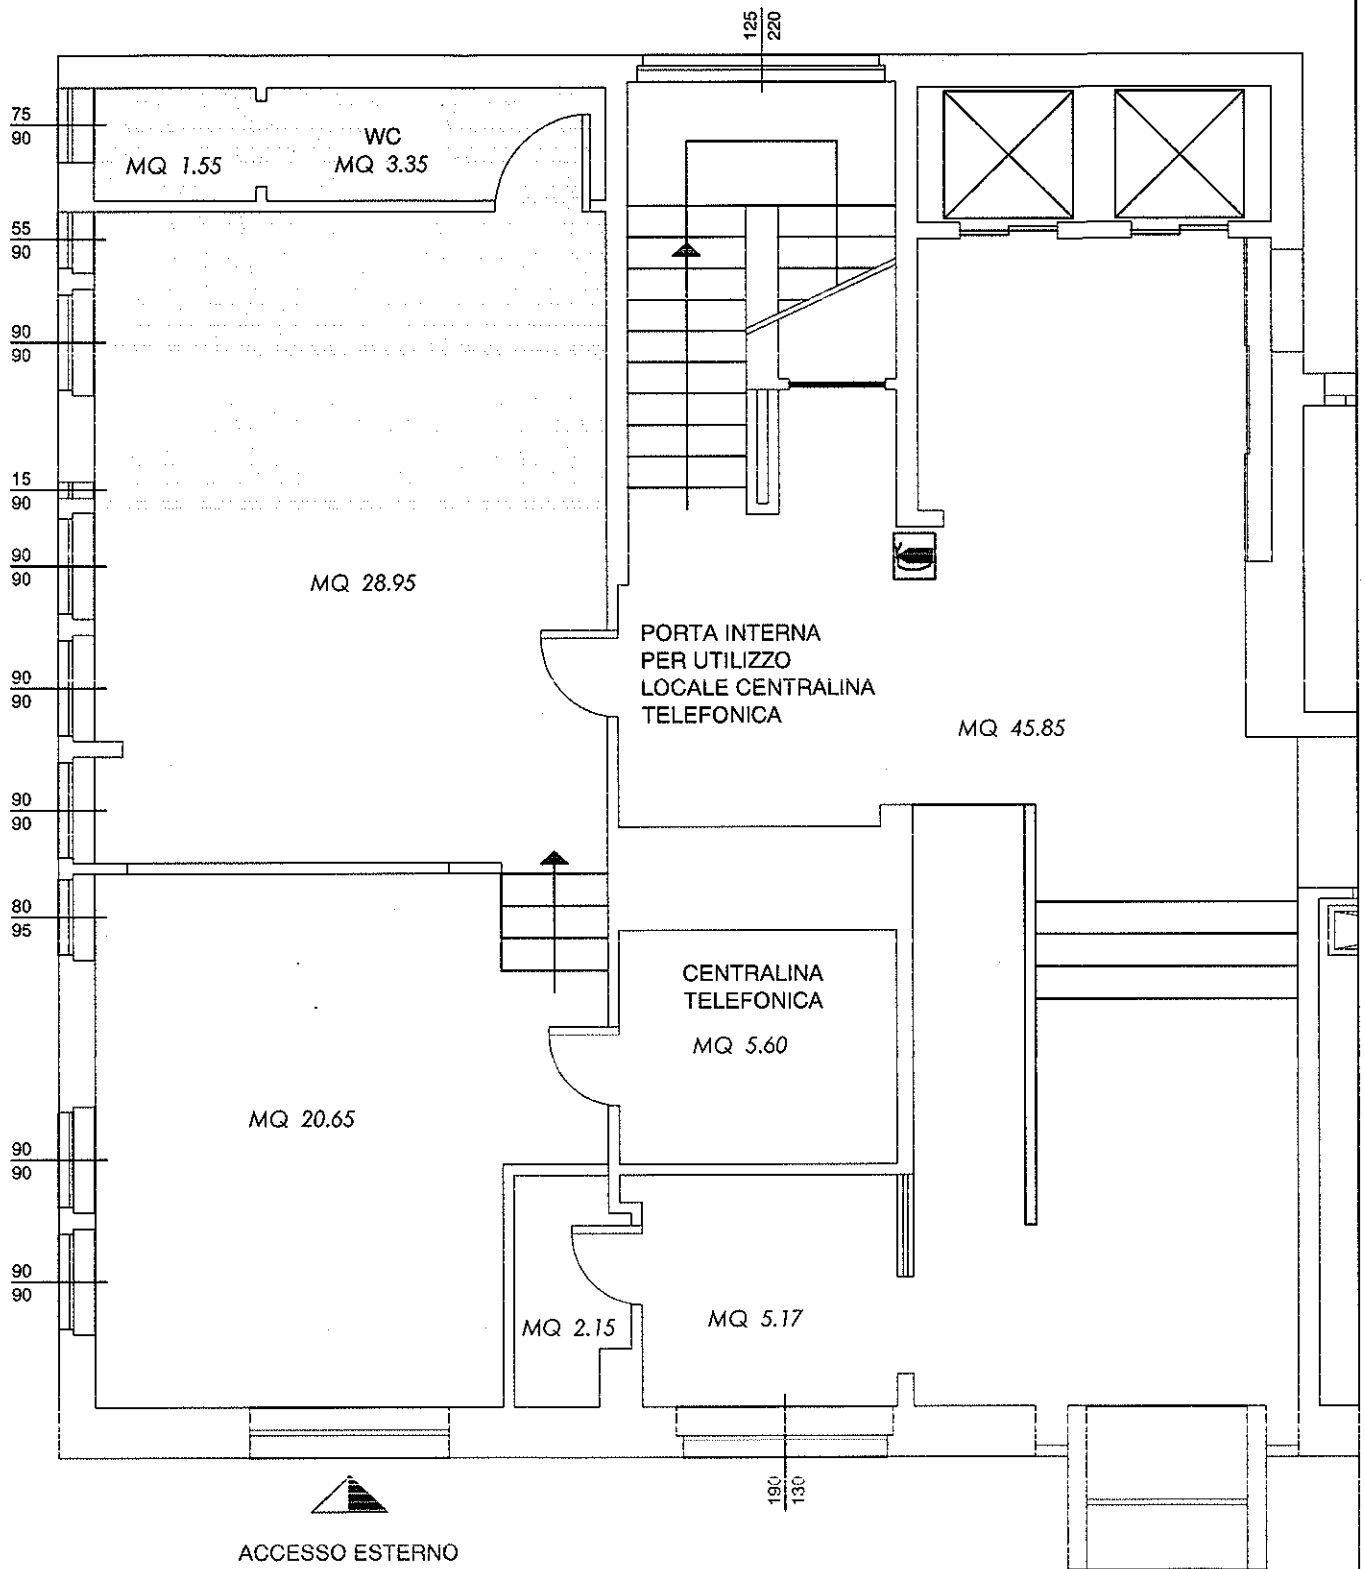 125
220
75
90
WC
MQ 1.55
MQ 3.35
55
90
90
90
15
90
90
90
MQ 28.95
PORTA INTERNA
PER UTILIZZO
LOCALE CENTRALINA
TELEFONICA
90
90
MQ 45.85
90
90
80
95
CENTRALINA
TELEFONICA
MQ 5.60
MQ 20.65
90
90
90
90
MQ 2.15
MQ 5.17
190
130
ACCESSO ESTERNO